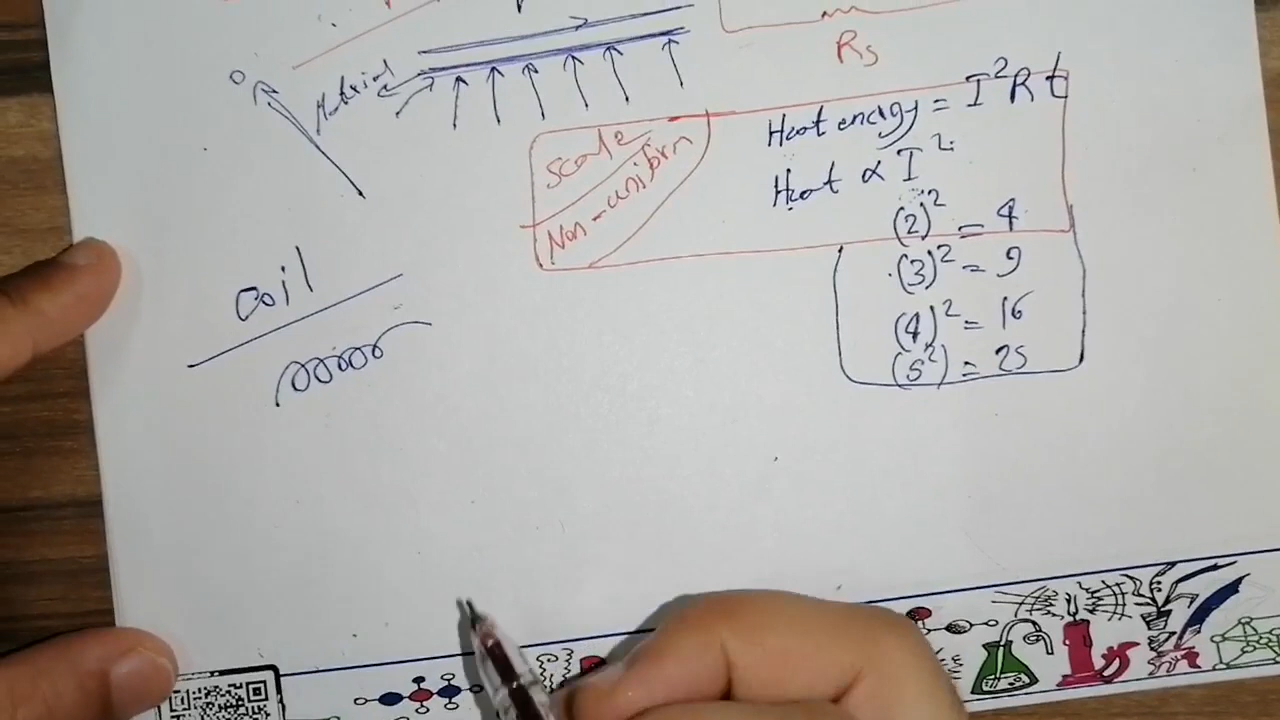 Rs
Material
0
Heat energy = I²Rt
Scale
Non-uniform
Heat ∝ I²
(2)² = 4
(3)² = 9
(4)² = 16
(5²) = 25
Coil